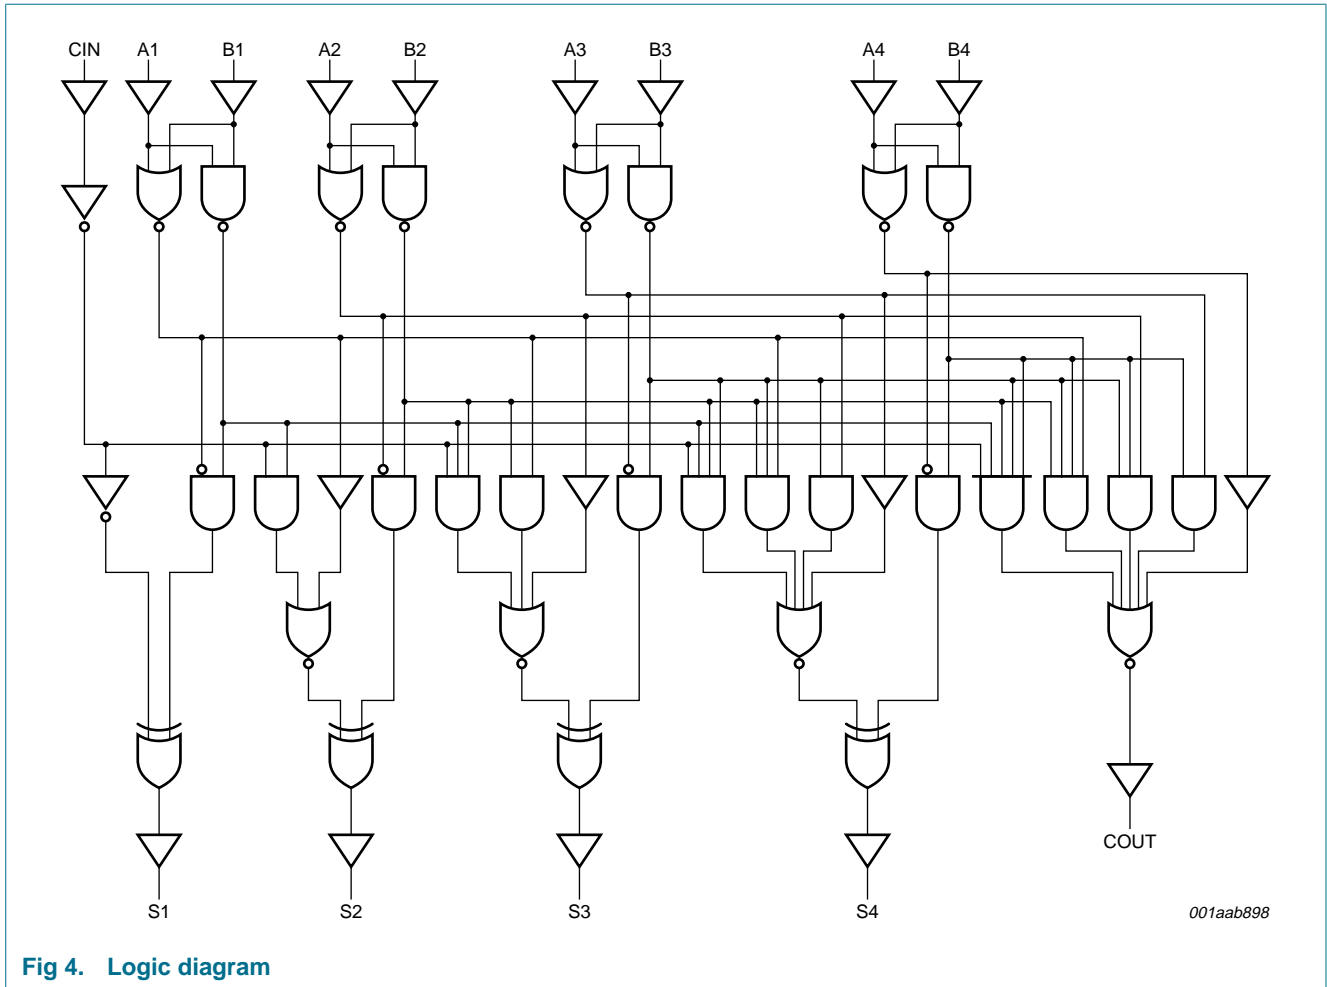 CIN A1 B1 A2 B2 A3 B3 A4 B4
COUT
S1 S2 S3 S4 001aab898
Fig 4. Logic diagram